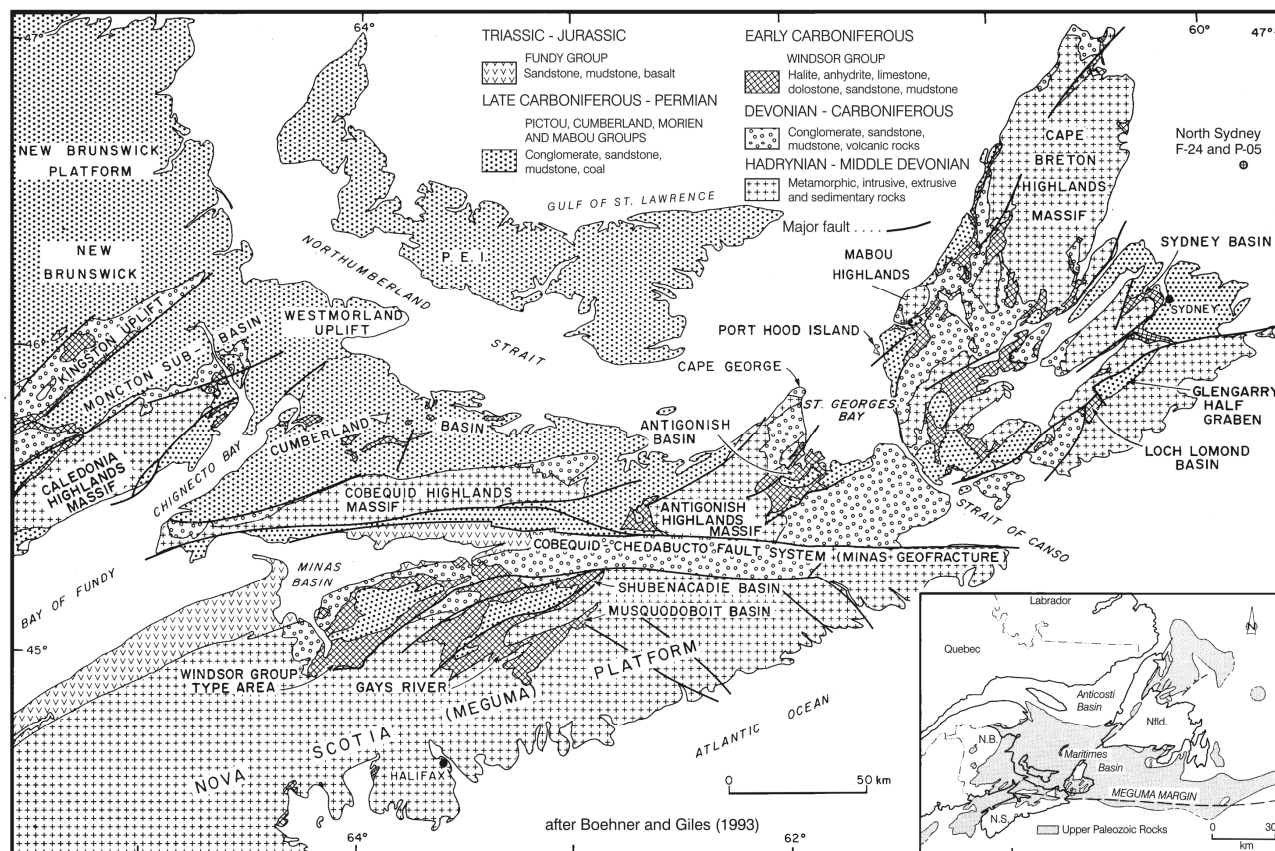 64°
60°
47°
47°
TRIASSIC - JURASSIC
FUNDY GROUP
Sandstone, mudstone, basalt
LATE CARBONIFEROUS - PERMIAN
PICTOU, CUMBERLAND, MORIEN
AND MABOU GROUPS
Conglomerate, sandstone,
mudstone, coal
EARLY CARBONIFEROUS
WINDSOR GROUP
Halite, anhydrite, limestone,
dolostone, sandstone, mudstone
DEVONIAN - CARBONIFEROUS
Conglomerate, sandstone,
mudstone, volcanic rocks
HADRYNIAN - MIDDLE DEVONIAN
Metamorphic, intrusive, extrusive
and sedimentary rocks
Major fault . . . .
NEW BRUNSWICK
PLATFORM
CAPE
BRETON
HIGHLANDS
MASSIF
North Sydney
F-24 and P-05
GULF OF ST. LAWRENCE
NORTHUMBERLAND
STRAIT
P.E.I.
NEW
BRUNSWICK
MABOU
HIGHLANDS
SYDNEY BASIN
SYDNEY
WESTMORLAND
UPLIFT
KINGSTON UPLIFT
MONCTON SUB-BASIN
46°
PORT HOOD ISLAND
CAPE GEORGE
ST. GEORGES
BAY
GLENGARRY
HALF
GRABEN
LOCH LOMOND
BASIN
ANTIGONISH
BASIN
CUMBERLAND
BASIN
CALEDONIA
HIGHLANDS
MASSIF
CHIGNECTO BAY
COBEQUID HIGHLANDS
MASSIF
ANTIGONISH
HIGHLANDS
MASSIF
STRAIT OF CANSO
COBEQUID-CHEDABUCTO FAULT SYSTEM (MINAS GEOFRACTURE)
MINAS
BASIN
BAY OF FUNDY
SHUBENACADIE BASIN
MUSQUODOBOIT BASIN
45°
WINDSOR GROUP
TYPE AREA
GAYS RIVER
PLATFORM
(MEGUMA)
NOVA SCOTIA
ATLANTIC OCEAN
HALIFAX
0 50 km
64°
62°
after Boehner and Giles (1993)
Labrador
N
Quebec
Anticosti
Basin
Nfld.
N.B.
Maritimes
Basin
MEGUMA MARGIN
N.S.
Upper Paleozoic Rocks
0 30
km